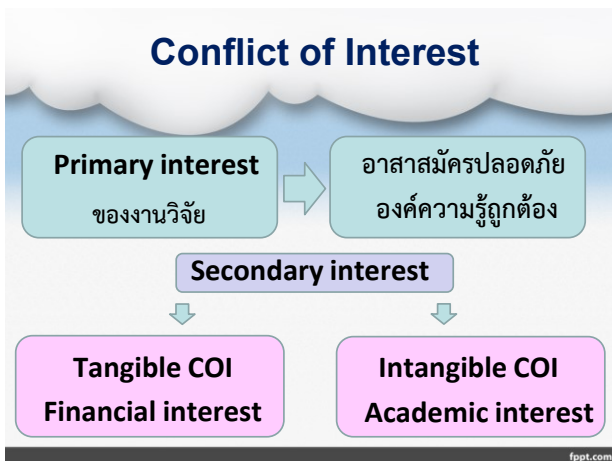 Conflict of Interest
Primary interest
ของงานวิจัย
อาสาสมัครปลอดภัย
องค์ความรู้ถูกต้อง
Secondary interest
Tangible COI
Financial interest
Intangible COI
Academic interest
fppt.com